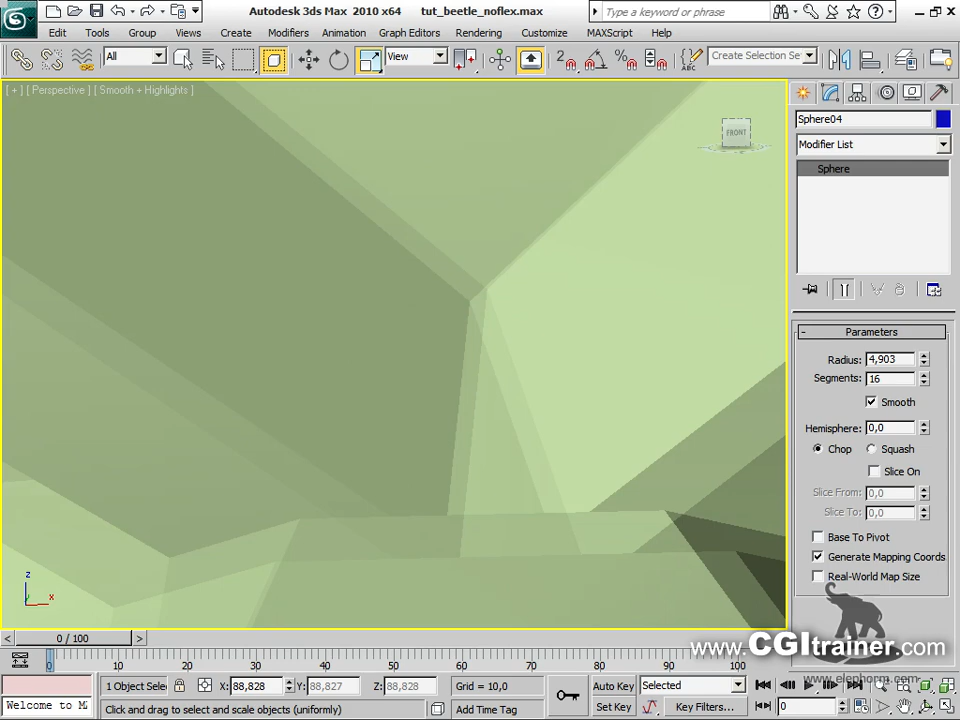 Autodesk 3ds Max 2010 x64 tut_beetle_noflex.max
Type a keyword or phrase
Edit Tools Group Views Create Modifiers Animation Graph Editors Rendering Customize MAXScript Help
All
View
2
%
ABC
Create Selection Se
[ + ] [ Perspective ] [ Smooth + Highlights ]
FRONT
Sphere04
Modifier List
Sphere
- Parameters
Radius: 4,903
Segments: 16
Smooth
Hemisphere: 0,0
Chop Squash
Slice On
Slice From: 0,0
Slice To: 0,0
Base To Pivot
Generate Mapping Coords
Real-World Map Size
z
x
www.CGItrainer.com
www.elephorm.com
< 0 / 100 >
0 10 20 30 40 50 60 70 80 90 100
1 Object Selec
X: 88,828 Y: 88,827 Z: 88,828
Grid = 10,0
Auto Key
Selected
Welcome to M
Click and drag to select and scale objects (uniformly)
Add Time Tag
Set Key
Key Filters...
0